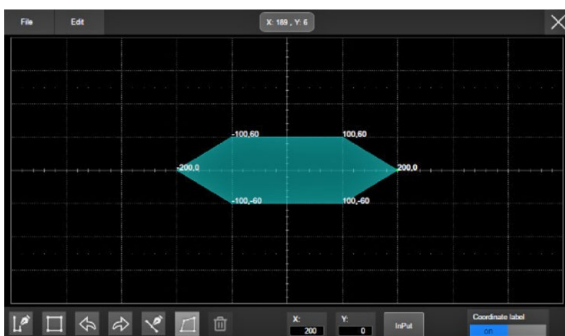 File Edit X: 189 , Y: 6
-100,60 100,60
-200,0 200,0
-100,-60 100,-60
X: Y: Coordinate label
200 0 InPut on